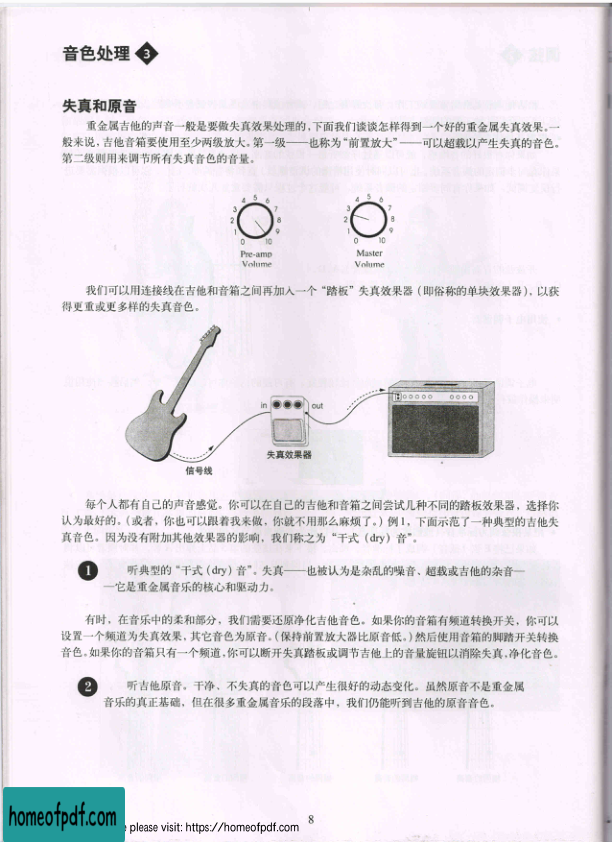 音色处理 3
失真和原音
重金属吉他的声音一般是要做失真效果处理的,下面我们谈谈怎样得到一个好的重金属失真效果。一
般来说,吉他音箱要使用至少两级放大。第一级——也称为“前置放大”——可以超载以产生失真的音色。
第二级则用来调节所有失真音色的音量。
0 1 2 3 4 5 6 7 8 9 10
Pre-amp
Volume
0 1 2 3 4 5 6 7 8 9 10
Master
Volume
我们可以用连接线在吉他和音箱之间再加入一个“踏板”失真效果器(即俗称的单块效果器),以获
得更重或更多样的失真音色。
in
out
失真效果器
信号线
每个人都有自己的声音感觉。你可以在自己的吉他和音箱之间尝试几种不同的踏板效果器,选择你
认为最好的。(或者,你也可以跟着我来做,你就不用那么麻烦了。)例1,下面示范了一种典型的吉他失
真音色。因为没有附加其他效果器的影响,我们称之为“干式(dry)音”。
1 听典型的“干式(dry)音”。失真——也被认为是杂乱的噪音、超载或吉他的杂音—
—它是重金属音乐的核心和驱动力。
有时,在音乐中的柔和部分,我们需要还原净化吉他音色。如果你的音箱有频道转换开关,你可以
设置一个频道为失真效果,其它音色为原音。(保持前置放大器比原音低。)然后使用音箱的脚踏开关转换
音色。如果你的音箱只有一个频道,你可以断开失真踏板或调节吉他上的音量旋钮以消除失真,净化音色。
2 听吉他原音。干净、不失真的音色可以产生很好的动态变化。虽然原音不是重金属
音乐的真正基础,但在很多重金属音乐的段落中,我们仍能听到吉他的原音音色。
8
homeofpdf.com
e please visit: https://homeofpdf.com